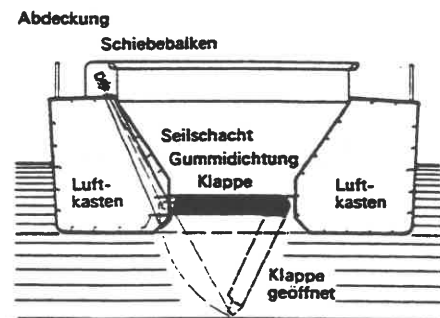 Abdeckung
Schiebebalken
Seilschacht
Gummidichtung
Klappe
Luft-
kasten
Luft-
kasten
Klappe
geöffnet